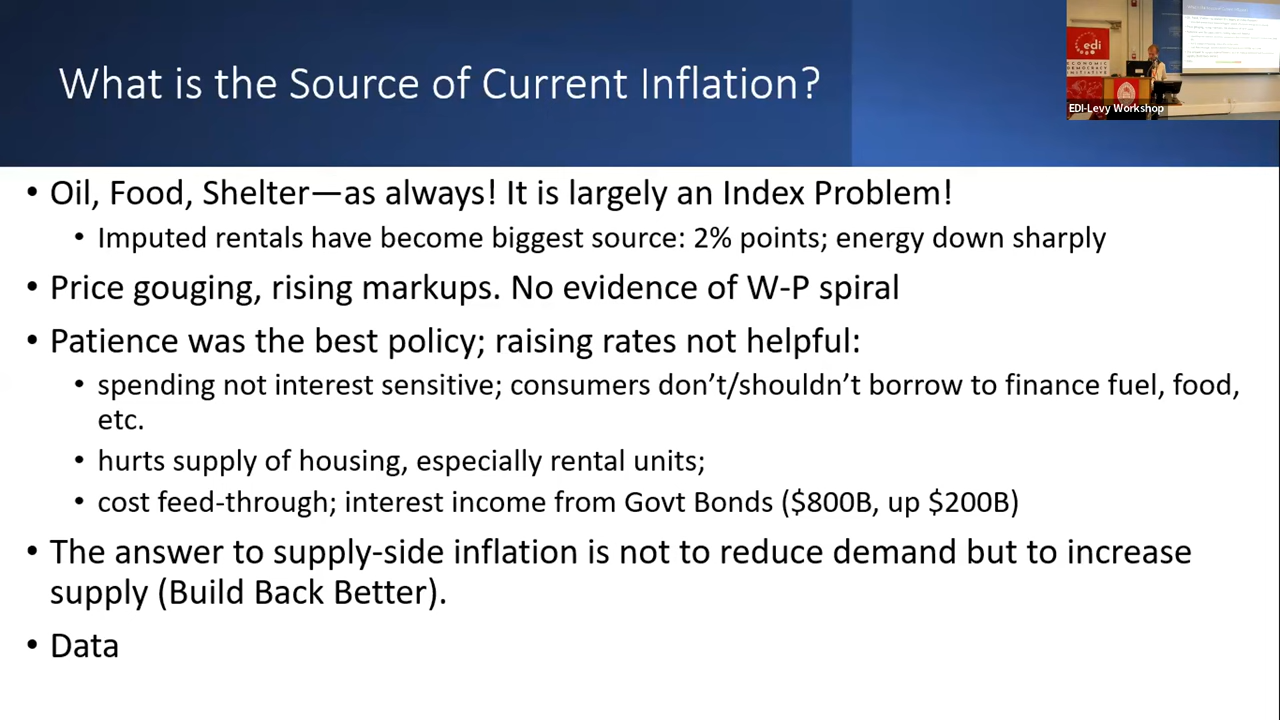 What is the Source of Current Inflation?
edi
ECONOMIC
DEMOCRACY
INITIATIVE
EDI-Levy Workshop
• Oil, Food, Shelter—as always! It is largely an Index Problem!
• Imputed rentals have become biggest source: 2% points; energy down sharply
• Price gouging, rising markups. No evidence of W-P spiral
• Patience was the best policy; raising rates not helpful:
• spending not interest sensitive; consumers don’t/shouldn’t borrow to finance fuel, food,
etc.
• hurts supply of housing, especially rental units;
• cost feed-through; interest income from Govt Bonds ($800B, up $200B)
• The answer to supply-side inflation is not to reduce demand but to increase
supply (Build Back Better).
• Data